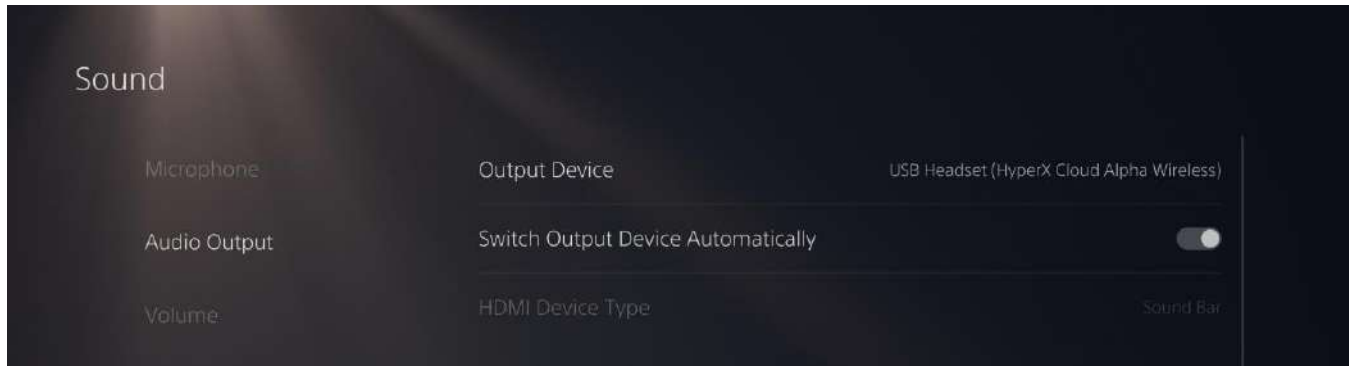 Sound
Microphone
Output Device
USB Headset (HyperX Cloud Alpha Wireless)
Audio Output
Switch Output Device Automatically
Volume
HDMI Device Type
Sound Bar